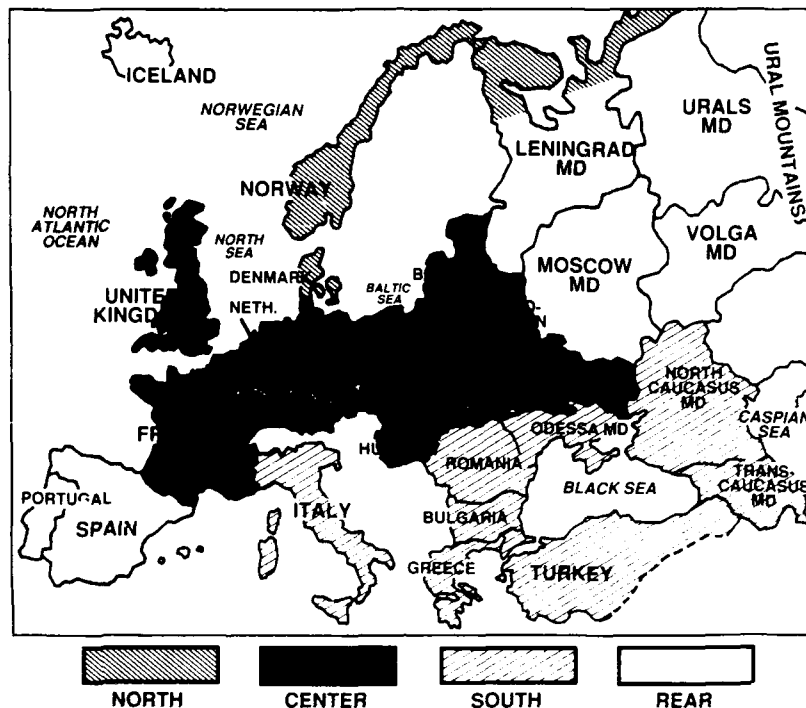 ICELAND
NORWEGIAN
SEA
URAL MOUNTAINS
URALS
MD
LENINGRAD
MD
NORWAY
NORTH
ATLANTIC
OCEAN
NORTH
SEA
VOLGA
MD
MOSCOW
MD
DENMARK
BALTIC
SEA
UNITED
KINGD
NETH.
NORTH
CAUCASUS
MD
CASPIAN
SEA
ODESSA MD
ROMANIA
TRANS-
CAUCASUS
MD
BLACK SEA
PORTUGAL
SPAIN
ITALY
BULGARIA
GREECE
TURKEY
NORTH
CENTER
SOUTH
REAR